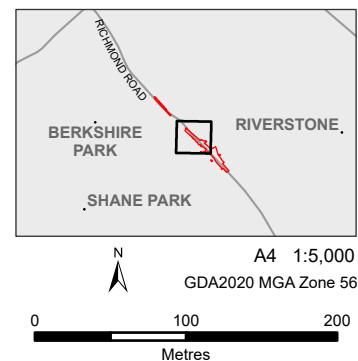 RICHMOND ROAD
BERKSHIRE
PARK
RIVERSTONE
SHANE PARK
N
A4 1:5,000
GDA2020 MGA Zone 56
0 100 200
Metres